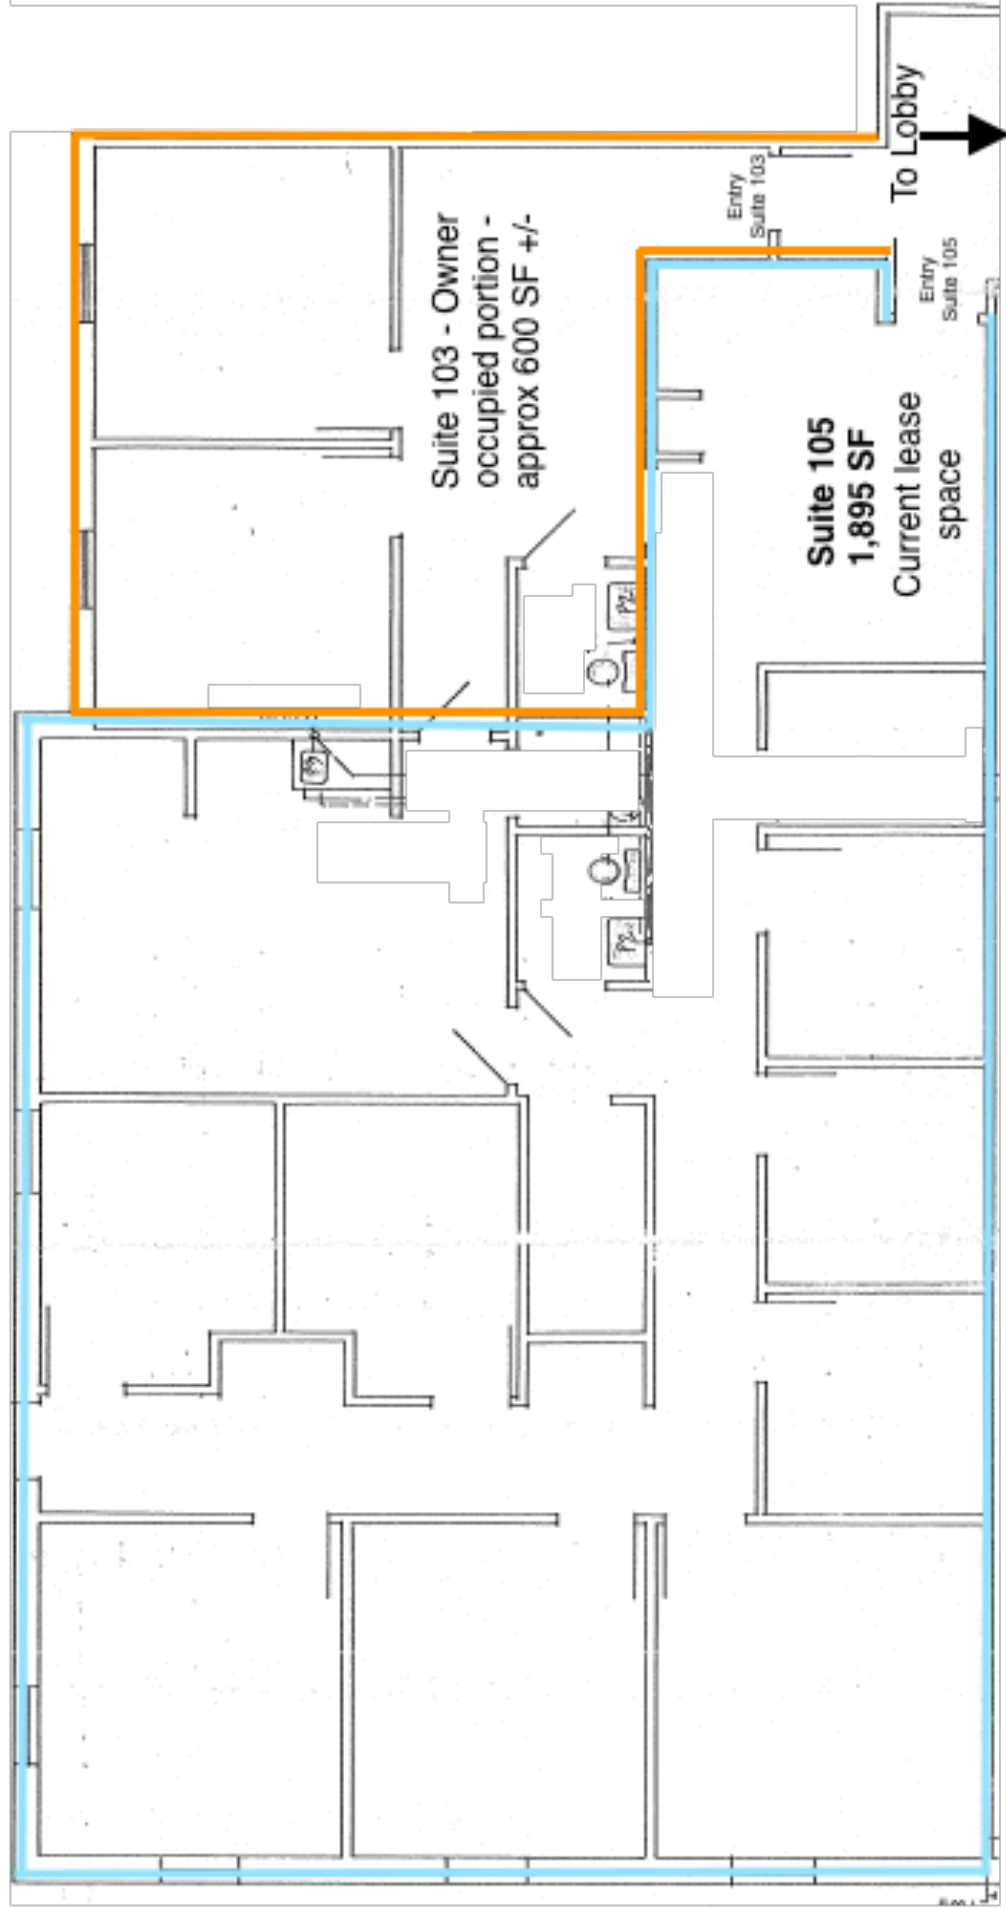 To Lobby
Entry
Suite 103
Entry
Suite 105
Suite 103 - Owner
occupied portion -
approx 600 SF +/-
Suite 105
1,895 SF
Current lease
space